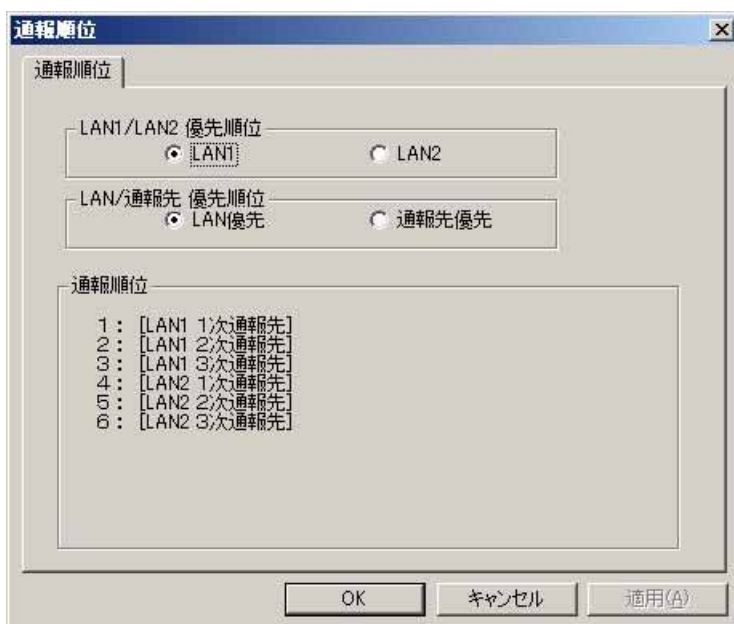 通報順位
通報順位
LAN1/LAN2 優先順位
LAN1 LAN2
LAN/通報先 優先順位
LAN優先 通報先優先
通報順位
1 : [LAN1 1次通報先]
2 : [LAN1 2次通報先]
3 : [LAN1 3次通報先]
4 : [LAN2 1次通報先]
5 : [LAN2 2次通報先]
6 : [LAN2 3次通報先]
OK キャンセル 適用(A)